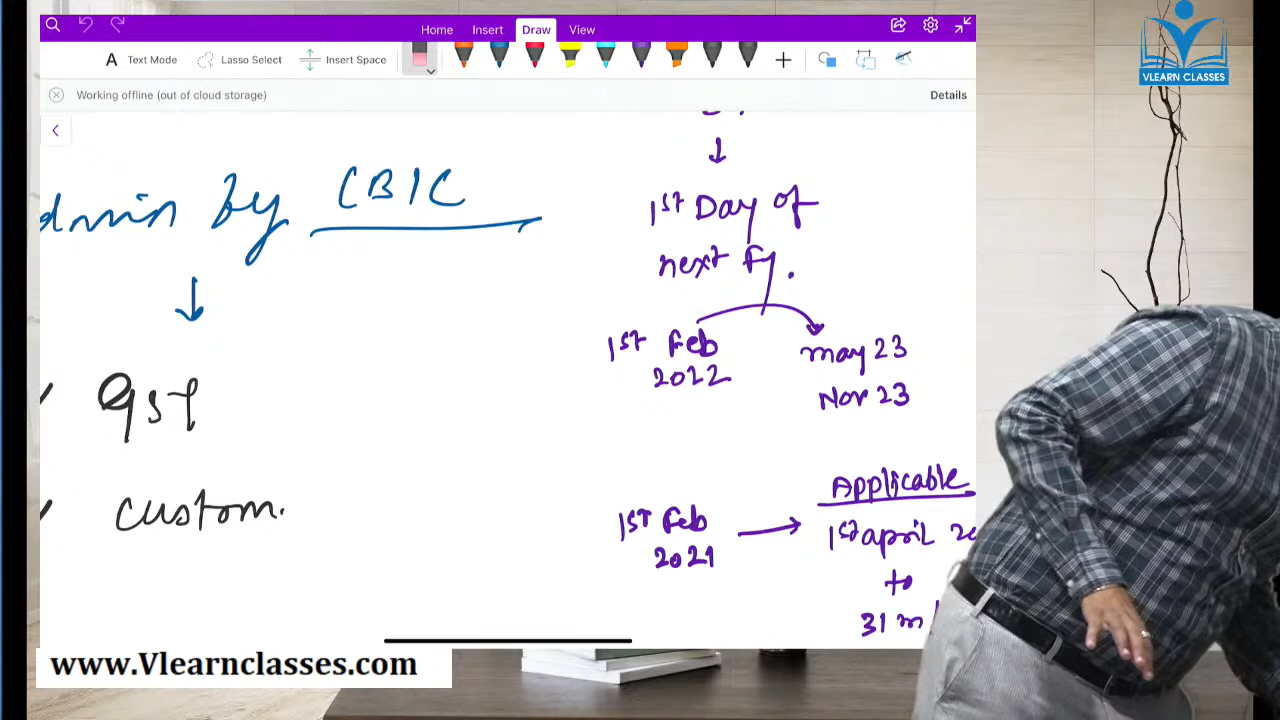 Home Insert Draw View
VLEARN CLASSES
A Text Mode Lasso Select Insert Space
Working offline (out of cloud storage) Details
by CBIC
1st Day of
next Fy.
1st Feb
2022
may 23
Nov 23
gst
custom.
Applicable
1st Feb
2021
1st april
to
31
www.Vlearnclasses.com